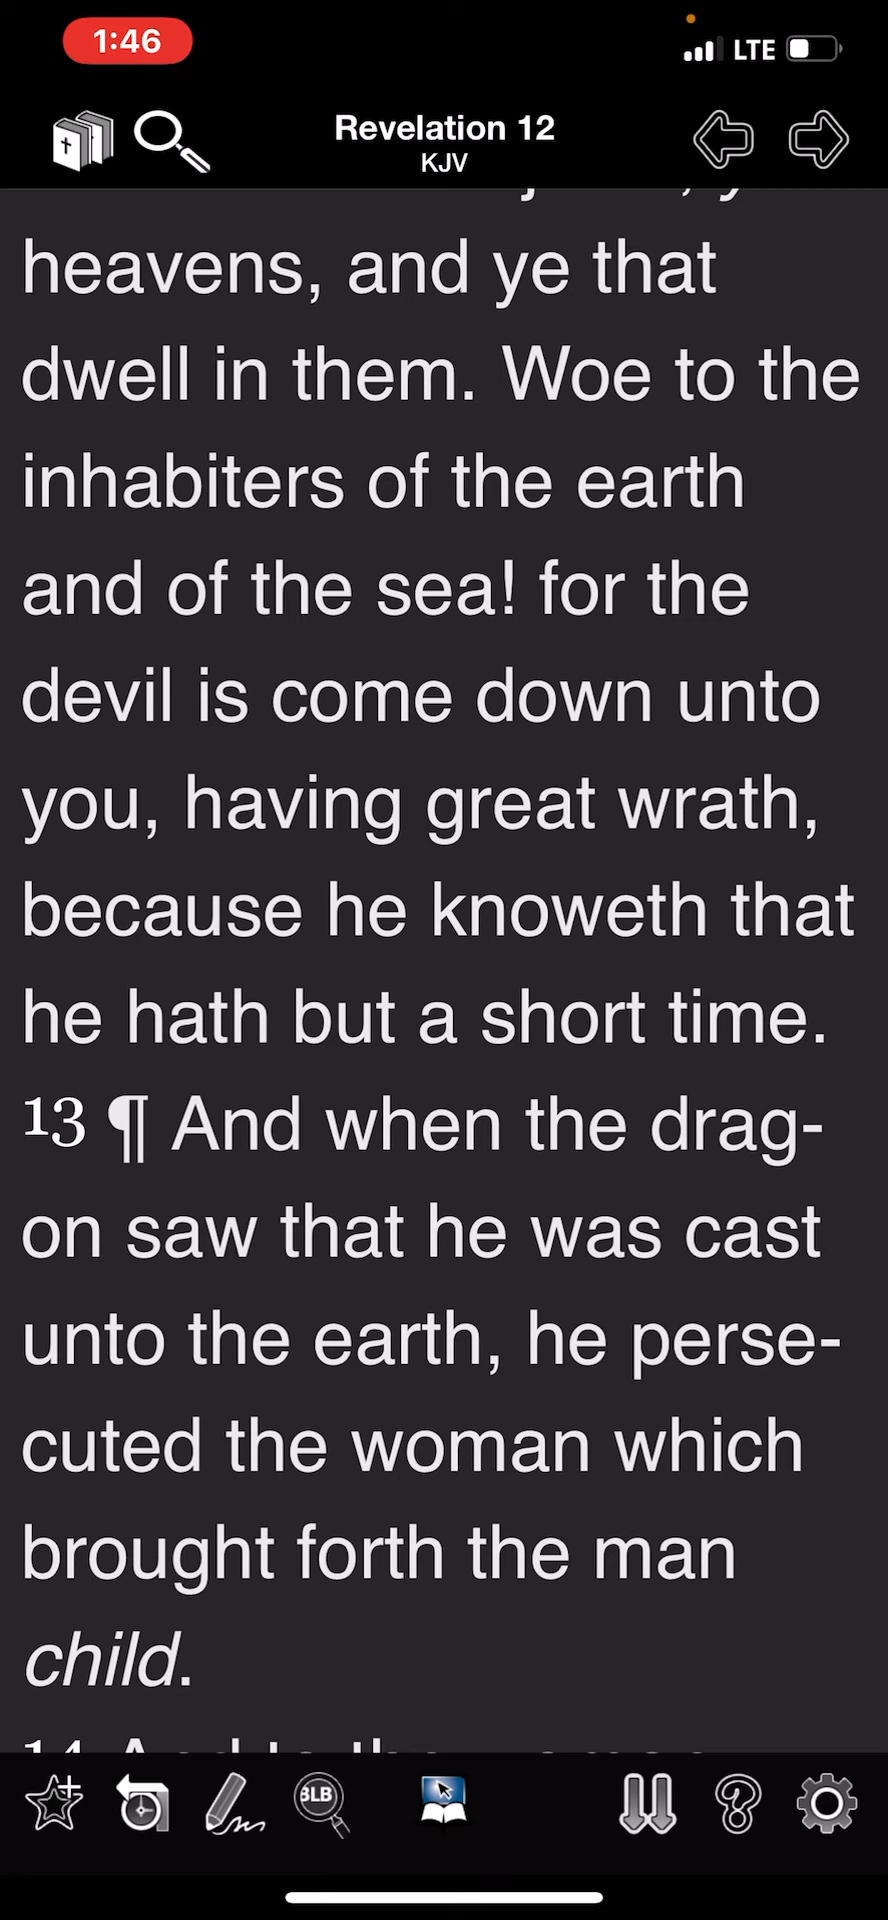 1:46
LTE
Revelation 12
KJV
heavens, and ye that
dwell in them. Woe to the
inhabiters of the earth
and of the sea! for the
devil is come down unto
you, having great wrath,
because he knoweth that
he hath but a short time.
13 ¶ And when the drag-
on saw that he was cast
unto the earth, he perse-
cuted the woman which
brought forth the man
child.
BLB